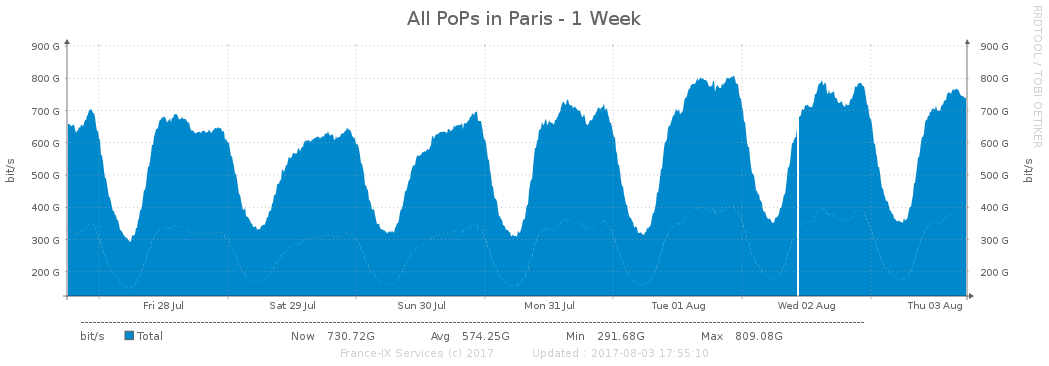 All PoPs in Paris - 1 Week
RRDTOOL / TOBI OETIKER
900 G 900 G
800 G 800 G
700 G 700 G
600 G 600 G
500 G 500 G
400 G 400 G
300 G 300 G
200 G 200 G
bit/s
bit/s
Fri 28 Jul Sat 29 Jul Sun 30 Jul Mon 31 Jul Tue 01 Aug Wed 02 Aug Thu 03 Aug
bit/s Total Now 730.72G Avg 574.25G Min 291.68G Max 809.08G
France-IX Services (c) 2017 Updated : 2017-08-03 17:55:10